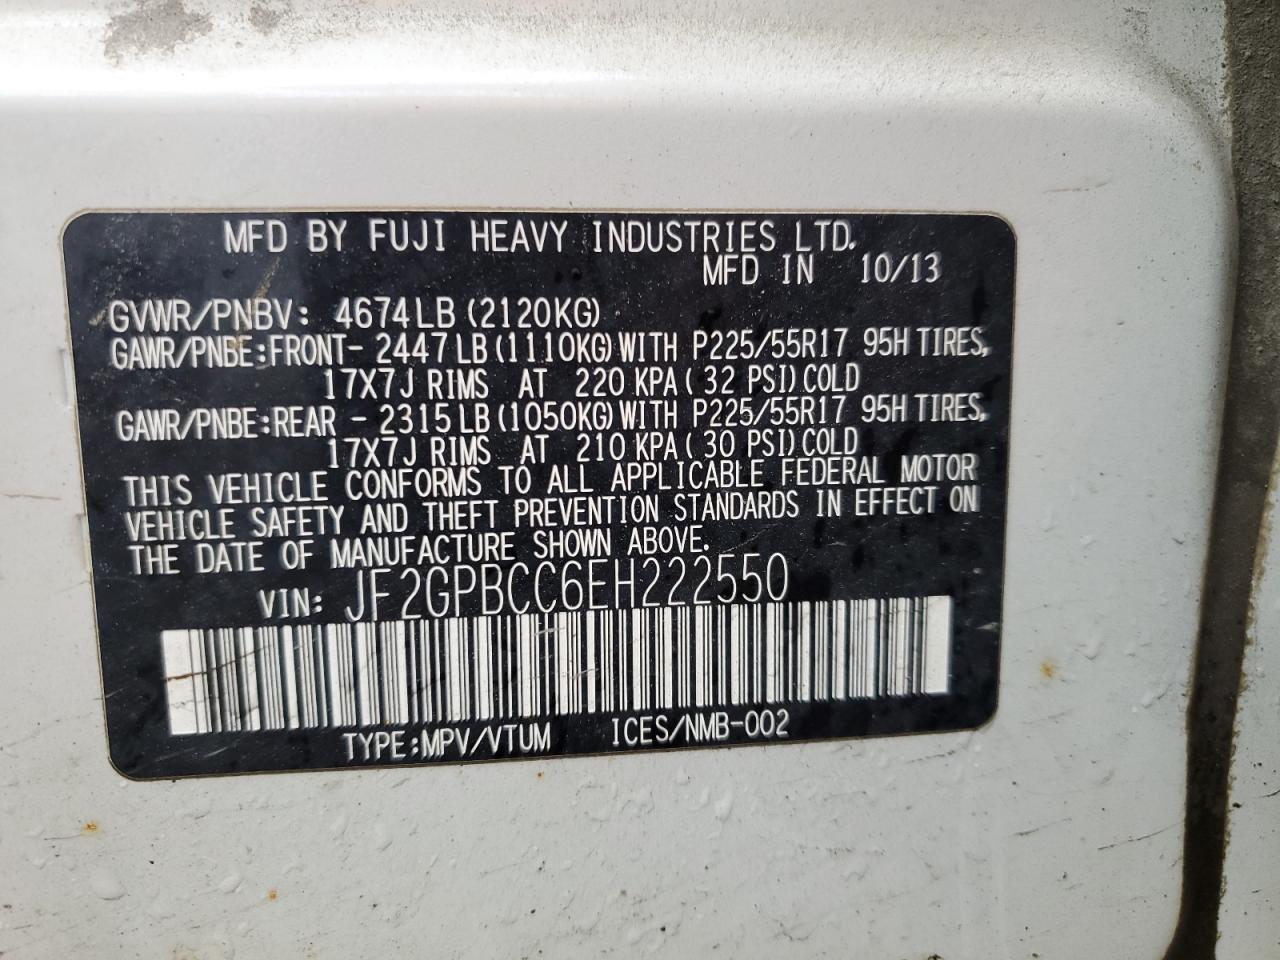 MFD BY FUJI HEAVY INDUSTRIES LTD.
MFD IN 10/13
GVWR/PNBV: 4674LB (2120KG)
GAWR/PNBE:FRONT- 2447LB (1110KG) WITH P225/55R17 95H TIRES,
17X7J RIMS AT 220 KPA ( 32 PSI) COLD
GAWR/PNBE:REAR - 2315LB (1050KG) WITH P225/55R17 95H TIRES,
17X7J RIMS AT 210 KPA ( 30 PSI) COLD
THIS VEHICLE CONFORMS TO ALL APPLICABLE FEDERAL MOTOR
VEHICLE SAFETY AND THEFT PREVENTION STANDARDS IN EFFECT ON
THE DATE OF MANUFACTURE SHOWN ABOVE.
VIN: JF2GPBCC6EH222550
TYPE:MPV/VTUM ICES/NMB-002